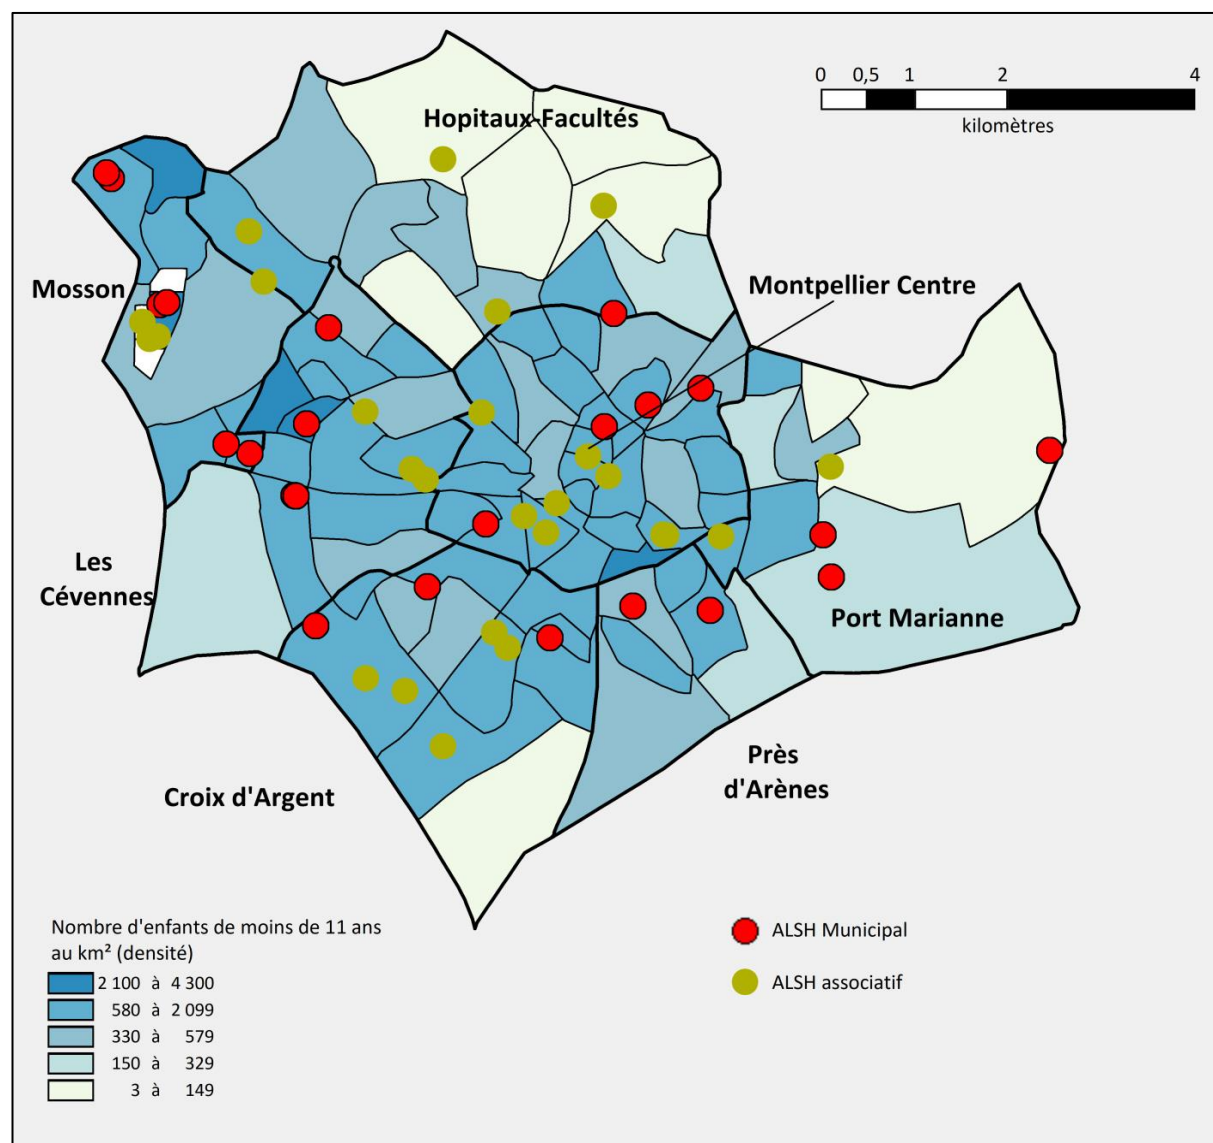 0 0,5 1 2 4
kilomètres
Hopitaux-Facultés
Mosson
Montpellier Centre
Les
Cévennes
Port Marianne
Près
d'Arènes
Croix d'Argent
Nombre d'enfants de moins de 11 ans
au km² (densité)
2 100 à 4 300
580 à 2 099
330 à 579
150 à 329
3 à 149
ALSH Municipal
ALSH associatif